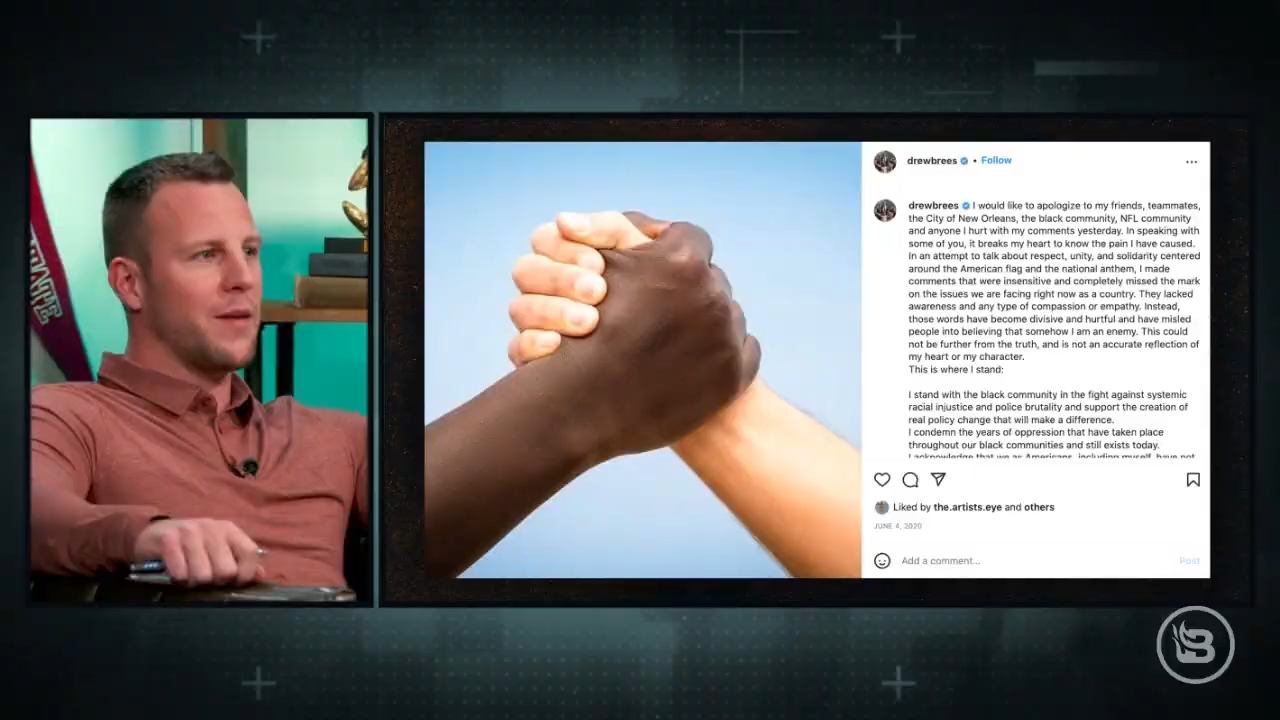 drewbrees • Follow
drewbrees I would like to apologize to my friends, teammates,
the City of New Orleans, the black community, NFL community
and anyone I hurt with my comments yesterday. In speaking with
some of you, it breaks my heart to know the pain I have caused.
In an attempt to talk about respect, unity, and solidarity centered
around the American flag and the national anthem, I made
comments that were insensitive and completely missed the mark
on the issues we are facing right now as a country. They lacked
awareness and any type of compassion or empathy. Instead,
those words have become divisive and hurtful and have misled
people into believing that somehow I am an enemy. This could
not be further from the truth, and is not an accurate reflection of
my heart or my character.
This is where I stand:
I stand with the black community in the fight against systemic
racial injustice and police brutality and support the creation of
real policy change that will make a difference.
I condemn the years of oppression that have taken place
throughout our black communities and still exists today.
I acknowledge that we as Americans, including myself, have not
Liked by the.artists.eye and others
JUNE 4, 2020
Add a comment...
Post
B